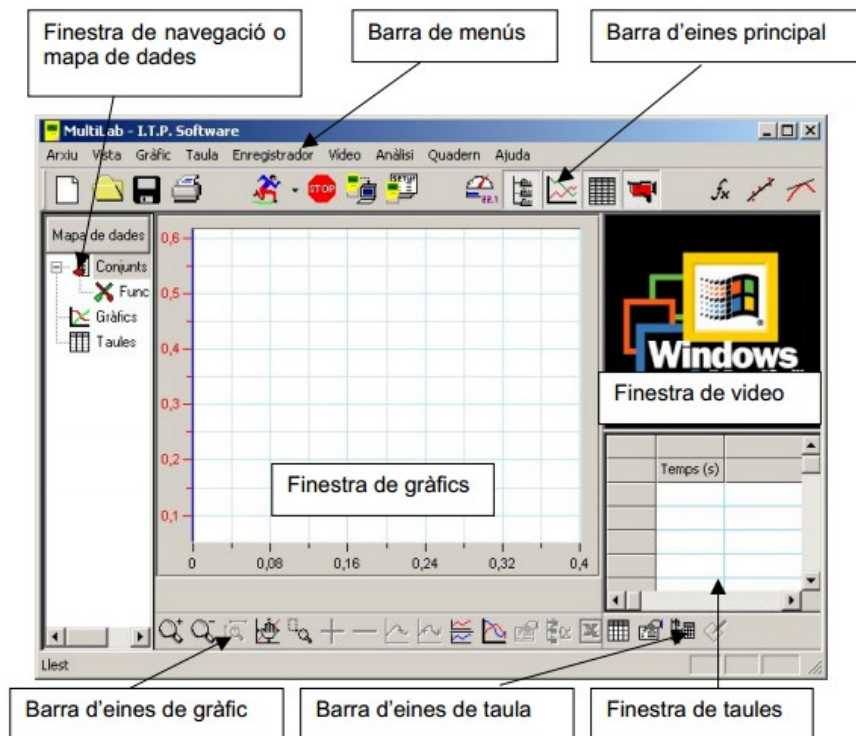 Finestra de navegació o
mapa de dades
Barra de menús
Barra d'eines principal
MultiLab - I.T.P. Software
Arxiu Vista Gràfic Taula Enregistrador Vídeo Anàlisi Quadern Ajuda
STOP
SETUP
22.1
fx
Mapa de dades
Conjunts
Func
Gràfics
Taules
0,6
0,5
0,4
0,3
0,2
0,1
0 0,08 0,16 0,24 0,32 0,4
Finestra de gràfics
Windows
Finestra de video
Temps (s)
Llest
Barra d'eines de gràfic
Barra d'eines de taula
Finestra de taules